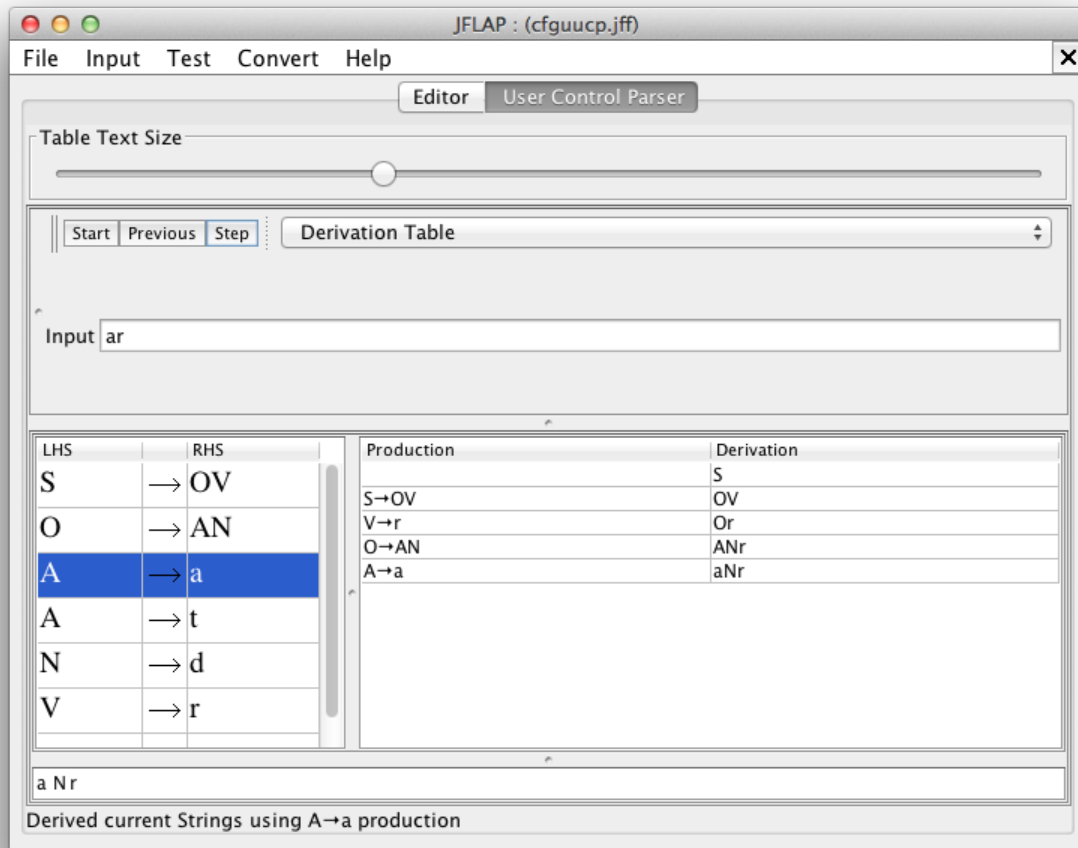 JFLAP : (cfguucp.jff)
File Input Test Convert Help
Editor User Control Parser
Table Text Size
Start Previous Step Derivation Table
Input ar
LHS RHS
S → OV
O → AN
A → a
A → t
N → d
V → r
Production Derivation
S
S→OV OV
V→r Or
O→AN ANr
A→a aNr
a N r
Derived current Strings using A→a production